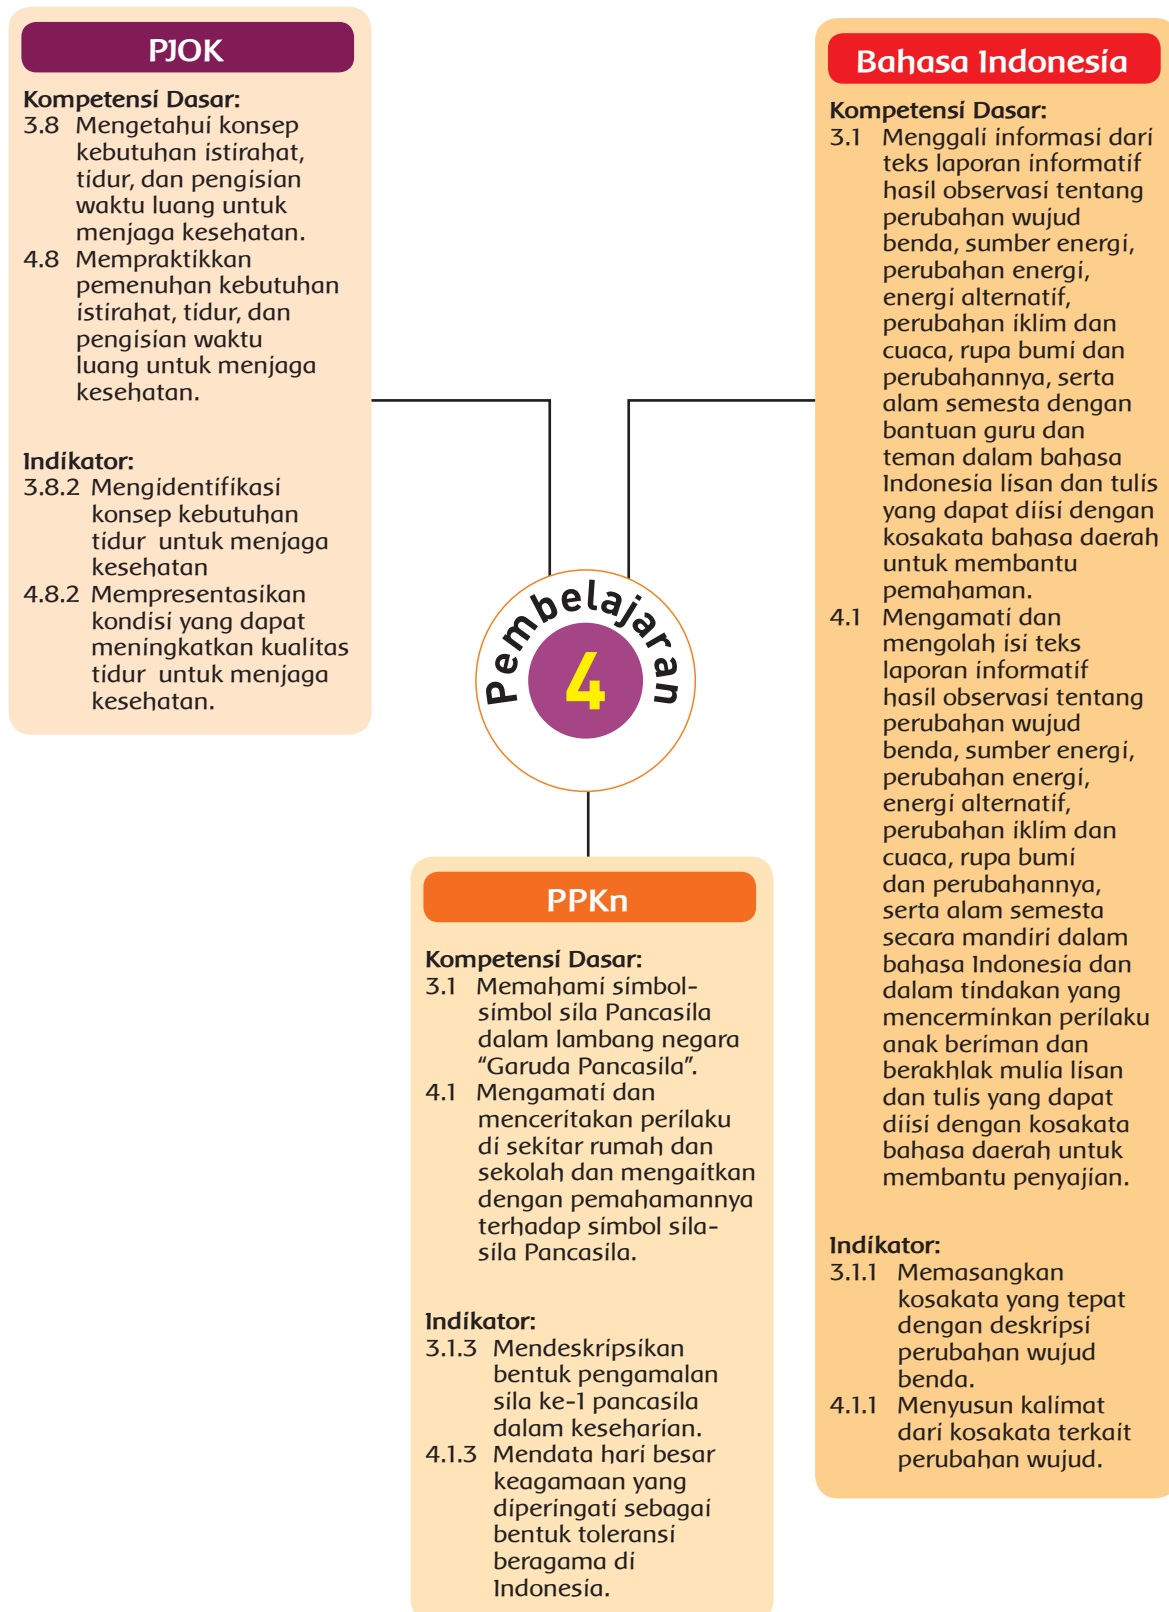 PJOK
Kompetensi Dasar:
3.8 Mengetahui konsep
kebutuhan istirahat,
tidur, dan pengisian
waktu luang untuk
menjaga kesehatan.
4.8 Mempraktikkan
pemenuhan kebutuhan
istirahat, tidur, dan
pengisian waktu
luang untuk menjaga
kesehatan.
Indikator:
3.8.2 Mengidentifikasi
konsep kebutuhan
tidur untuk menjaga
kesehatan
4.8.2 Mempresentasikan
kondisi yang dapat
meningkatkan kualitas
tidur untuk menjaga
kesehatan.
Bahasa Indonesia
Kompetensi Dasar:
3.1 Menggali informasi dari
teks laporan informatif
hasil observasi tentang
perubahan wujud
benda, sumber energi,
perubahan energi,
energi alternatif,
perubahan iklim dan
cuaca, rupa bumi dan
perubahannya, serta
alam semesta dengan
bantuan guru dan
teman dalam bahasa
Indonesia lisan dan tulis
yang dapat diisi dengan
kosakata bahasa daerah
untuk membantu
pemahaman.
4.1 Mengamati dan
mengolah isi teks
laporan informatif
hasil observasi tentang
perubahan wujud
benda, sumber energi,
perubahan energi,
energi alternatif,
perubahan iklim dan
cuaca, rupa bumi
dan perubahannya,
serta alam semesta
secara mandiri dalam
bahasa Indonesia dan
dalam tindakan yang
mencerminkan perilaku
anak beriman dan
berakhlak mulia lisan
dan tulis yang dapat
diisi dengan kosakata
bahasa daerah untuk
membantu penyajian.
Indikator:
3.1.1 Memasangkan
kosakata yang tepat
dengan deskripsi
perubahan wujud
benda.
4.1.1 Menyusun kalimat
dari kosakata terkait
perubahan wujud.
Pembelajaran
4
PPKn
Kompetensi Dasar:
3.1 Memahami simbol-
simbol sila Pancasila
dalam lambang negara
“Garuda Pancasila”.
4.1 Mengamati dan
menceritakan perilaku
di sekitar rumah dan
sekolah dan mengaitkan
dengan pemahamannya
terhadap simbol sila-
sila Pancasila.
Indikator:
3.1.3 Mendeskripsikan
bentuk pengamalan
sila ke-1 pancasila
dalam keseharian.
4.1.3 Mendata hari besar
keagamaan yang
diperingati sebagai
bentuk toleransi
beragama di
Indonesia.